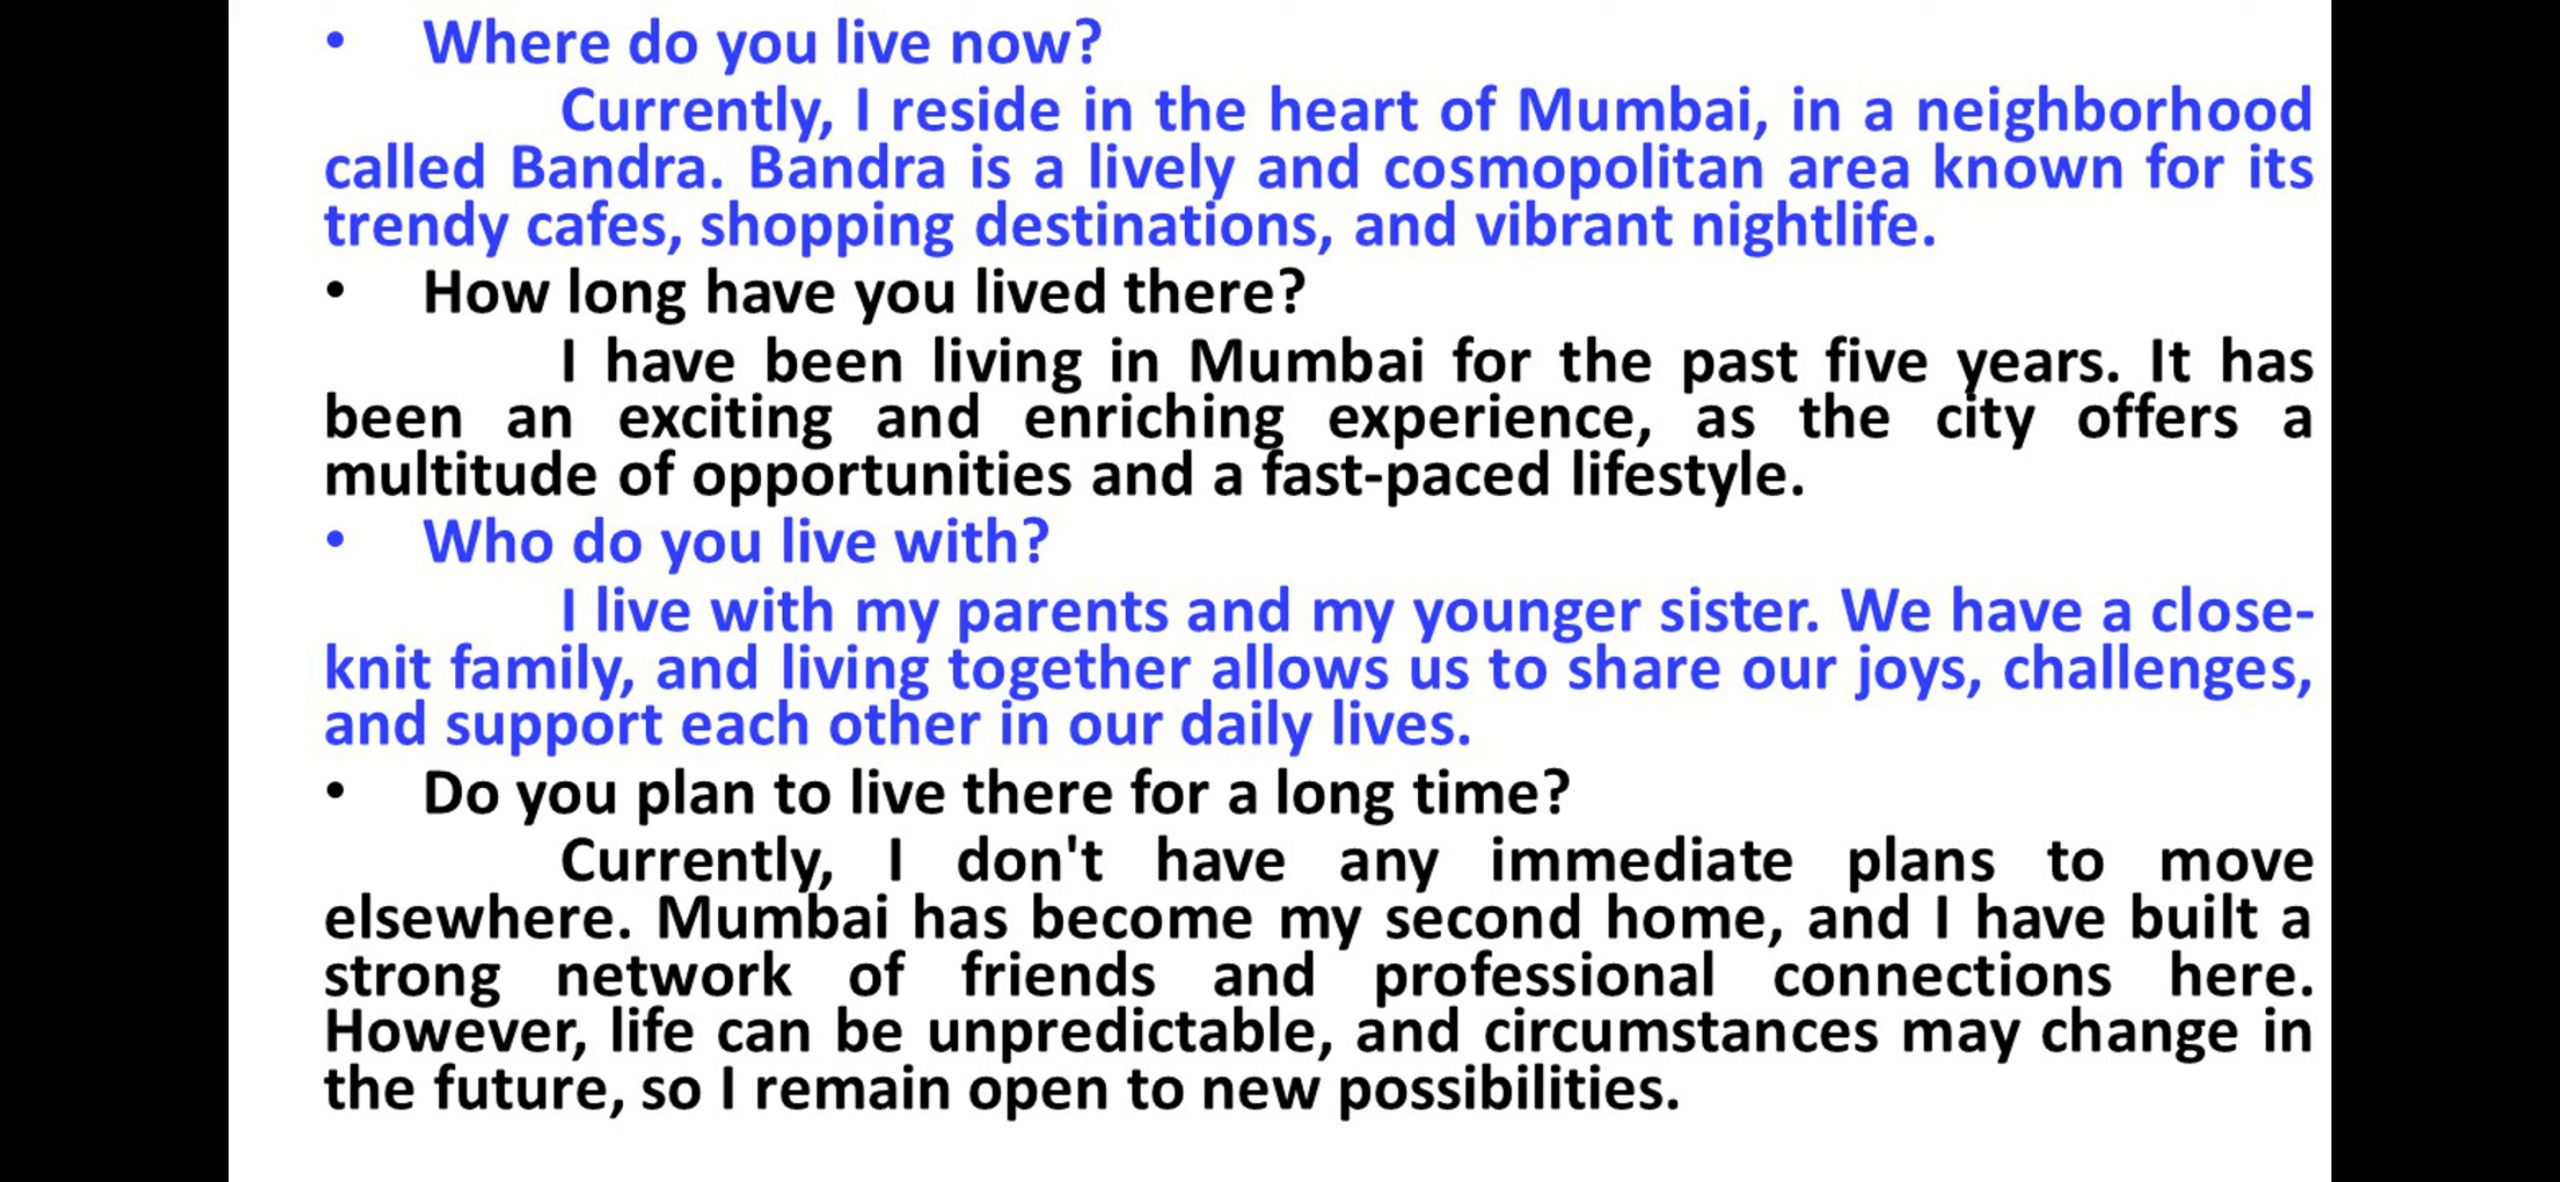 • Where do you live now?
Currently, I reside in the heart of Mumbai, in a neighborhood
called Bandra. Bandra is a lively and cosmopolitan area known for its
trendy cafes, shopping destinations, and vibrant nightlife.
• How long have you lived there?
I have been living in Mumbai for the past five years. It has
been an exciting and enriching experience, as the city offers a
multitude of opportunities and a fast-paced lifestyle.
• Who do you live with?
I live with my parents and my younger sister. We have a close-
knit family, and living together allows us to share our joys, challenges,
and support each other in our daily lives.
• Do you plan to live there for a long time?
Currently, I don't have any immediate plans to move
elsewhere. Mumbai has become my second home, and I have built a
strong network of friends and professional connections here.
However, life can be unpredictable, and circumstances may change in
the future, so I remain open to new possibilities.